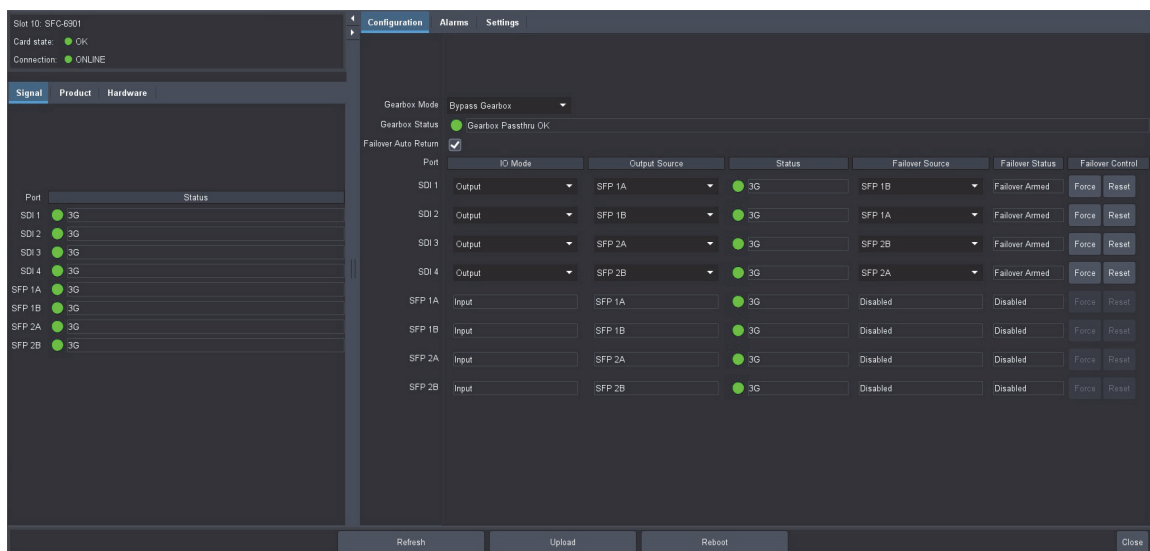 Slot 10: SFC-6901
Card state: OK
Connection: ONLINE
Signal Product Hardware
Port Status
SDI 1 3G
SDI 2 3G
SDI 3 3G
SDI 4 3G
SFP 1A 3G
SFP 1B 3G
SFP 2A 3G
SFP 2B 3G
Configuration Alarms Settings
Gearbox Mode Bypass Gearbox
Gearbox Status Gearbox Passthru OK
Failover Auto Return
Port IO Mode Output Source Status Failover Source Failover Status Failover Control
SDI 1 Output SFP 1A 3G SFP 1B Failover Armed Force Reset
SDI 2 Output SFP 1B 3G SFP 1A Failover Armed Force Reset
SDI 3 Output SFP 2A 3G SFP 2B Failover Armed Force Reset
SDI 4 Output SFP 2B 3G SFP 2A Failover Armed Force Reset
SFP 1A Input SFP 1A 3G Disabled Disabled Force Reset
SFP 1B Input SFP 1B 3G Disabled Disabled Force Reset
SFP 2A Input SFP 2A 3G Disabled Disabled Force Reset
SFP 2B Input SFP 2B 3G Disabled Disabled Force Reset
Refresh Upload Reboot Close